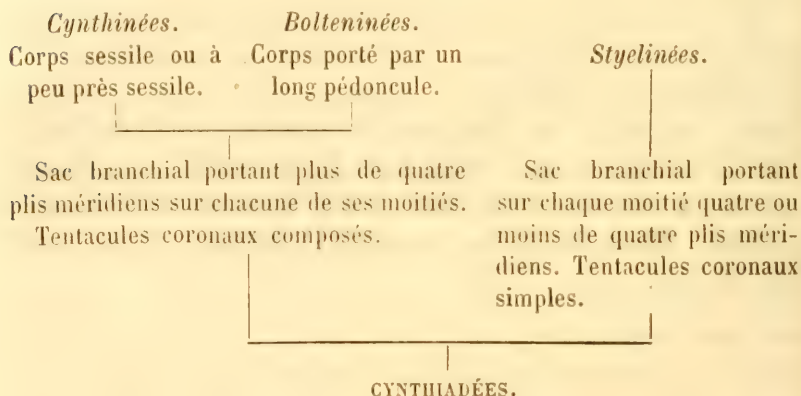 Cynthinées.
Corps sessile ou à
peu près sessile.
Bolteninées.
Corps porté par un
long pédoncule.
Styelinées.
Sac branchial portant plus de quatre
plis méridiens sur chacune de ses moitiés.
Tentacules coronaux composés.
Sac branchial portant
sur chaque moitié quatre ou
moins de quatre plis méri-
diens. Tentacules coronaux
simples.
CYNTHIADÉES.